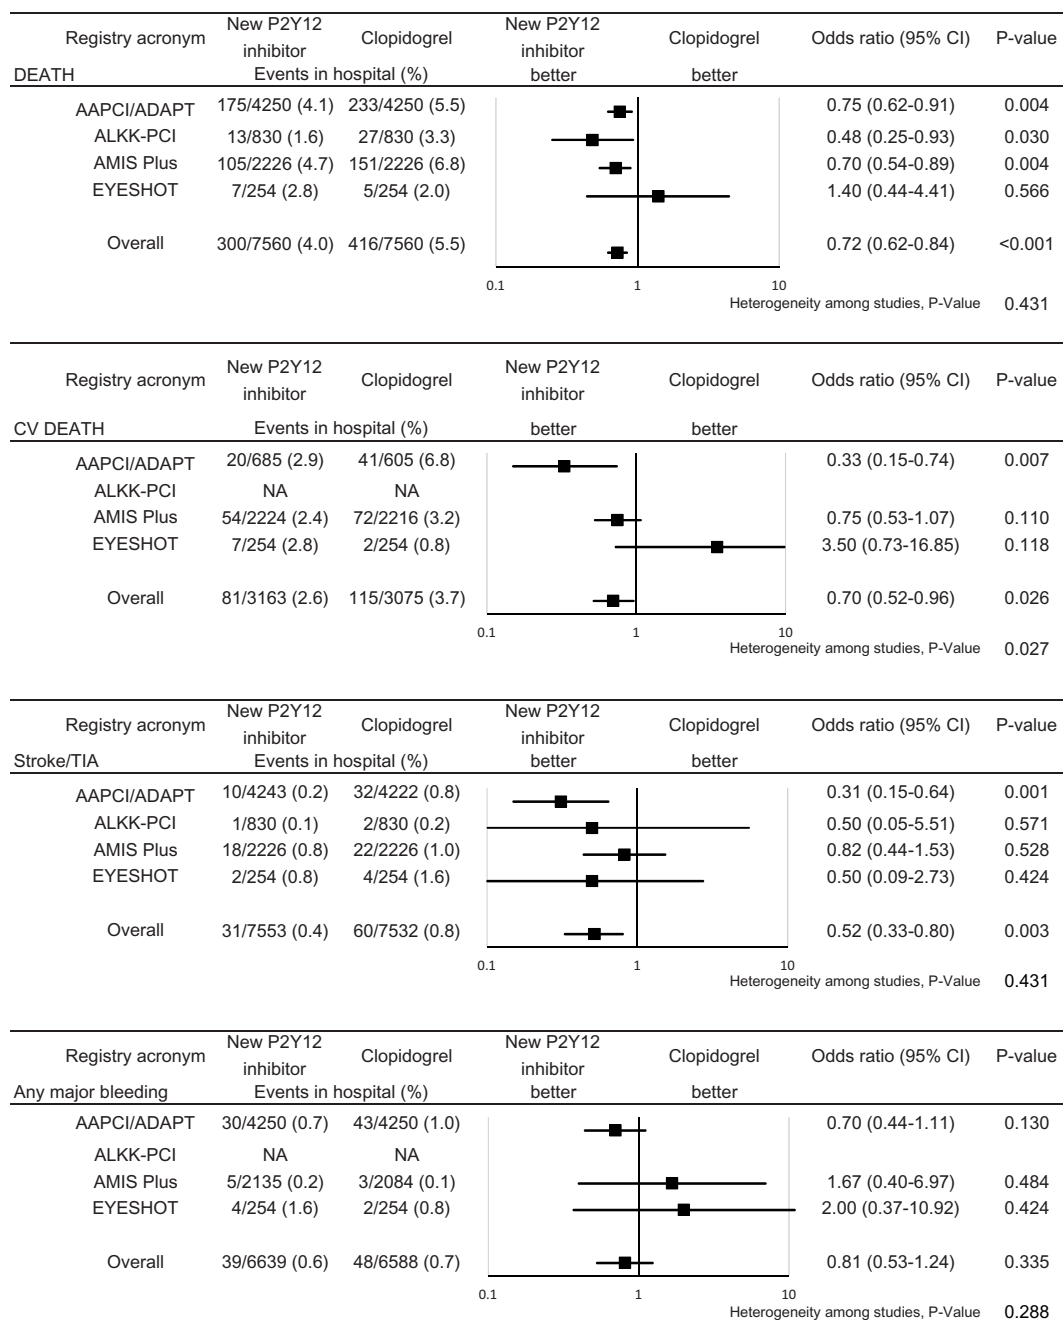 Registry acronym New P2Y12 inhibitor Clopidogrel New P2Y12 inhibitor Clopidogrel Odds ratio (95% CI) P-value
DEATH Events in hospital (%) better better
AAPCI/ADAPT 175/4250 (4.1) 233/4250 (5.5) 0.75 (0.62-0.91) 0.004
ALKK-PCI 13/830 (1.6) 27/830 (3.3) 0.48 (0.25-0.93) 0.030
AMIS Plus 105/2226 (4.7) 151/2226 (6.8) 0.70 (0.54-0.89) 0.004
EYESHOT 7/254 (2.8) 5/254 (2.0) 1.40 (0.44-4.41) 0.566
Overall 300/7560 (4.0) 416/7560 (5.5) 0.72 (0.62-0.84) <0.001
0.1 1 10
Heterogeneity among studies, P-Value 0.431
Registry acronym New P2Y12 inhibitor Clopidogrel New P2Y12 inhibitor Clopidogrel Odds ratio (95% CI) P-value
CV DEATH Events in hospital (%) better better
AAPCI/ADAPT 20/685 (2.9) 41/605 (6.8) 0.33 (0.15-0.74) 0.007
ALKK-PCI NA NA
AMIS Plus 54/2224 (2.4) 72/2216 (3.2) 0.75 (0.53-1.07) 0.110
EYESHOT 7/254 (2.8) 2/254 (0.8) 3.50 (0.73-16.85) 0.118
Overall 81/3163 (2.6) 115/3075 (3.7) 0.70 (0.52-0.96) 0.026
0.1 1 10
Heterogeneity among studies, P-Value 0.027
Registry acronym New P2Y12 inhibitor Clopidogrel New P2Y12 inhibitor Clopidogrel Odds ratio (95% CI) P-value
Stroke/TIA Events in hospital (%) better better
AAPCI/ADAPT 10/4243 (0.2) 32/4222 (0.8) 0.31 (0.15-0.64) 0.001
ALKK-PCI 1/830 (0.1) 2/830 (0.2) 0.50 (0.05-5.51) 0.571
AMIS Plus 18/2226 (0.8) 22/2226 (1.0) 0.82 (0.44-1.53) 0.528
EYESHOT 2/254 (0.8) 4/254 (1.6) 0.50 (0.09-2.73) 0.424
Overall 31/7553 (0.4) 60/7532 (0.8) 0.52 (0.33-0.80) 0.003
0.1 1 10
Heterogeneity among studies, P-Value 0.431
Registry acronym New P2Y12 inhibitor Clopidogrel New P2Y12 inhibitor Clopidogrel Odds ratio (95% CI) P-value
Any major bleeding Events in hospital (%) better better
AAPCI/ADAPT 30/4250 (0.7) 43/4250 (1.0) 0.70 (0.44-1.11) 0.130
ALKK-PCI NA NA
AMIS Plus 5/2135 (0.2) 3/2084 (0.1) 1.67 (0.40-6.97) 0.484
EYESHOT 4/254 (1.6) 2/254 (0.8) 2.00 (0.37-10.92) 0.424
Overall 39/6639 (0.6) 48/6588 (0.7) 0.81 (0.53-1.24) 0.335
0.1 1 10
Heterogeneity among studies, P-Value 0.288